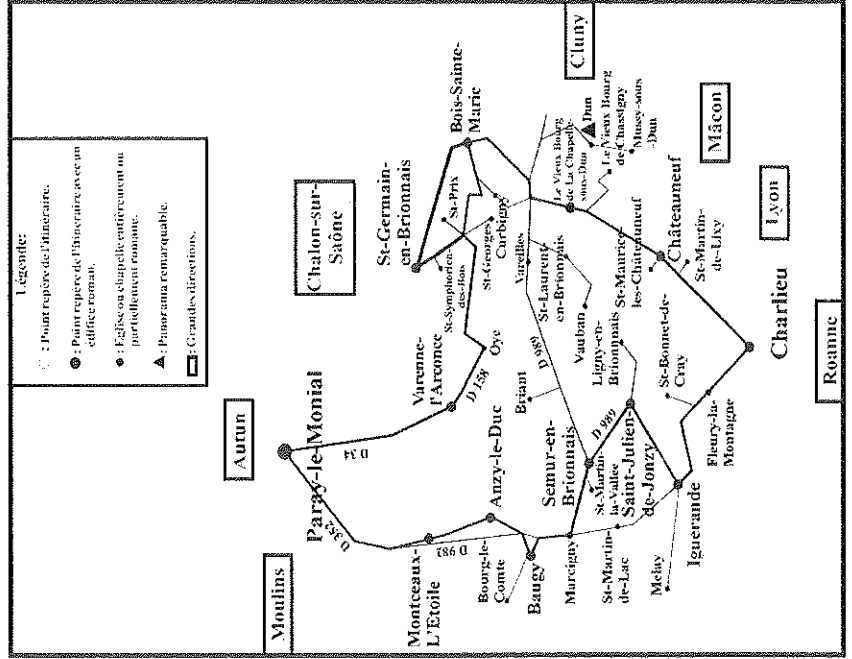 Légende:
: Point repère de l'itinéraire.
: Point repère de l'itinéraire avec un
édifice roman.
: Eglise ou chapelle entièrement ou
partiellement romane.
: Panorama remarquable.
: Grandes directions.
Moulins
Autun
Chalon-sur-
Saône
Cluny
Mâcon
Lyon
Roanne
Paray-le-Monial
D 352
D 34
D 982
D 158
D 989
D 989
Montceaux-
L'Etoile
Anzy-le-Duc
Bourg-le-
Comte
Baugy
Marcigny
St-Martin-
de-Lac
Melay
Iguerande
Varenne-
l'Arconce
Oye
Briant
Semur-en-
Brionnais
St-Martin-
la-Vallée
Saint-Julien-
de-Jonzy
Fleury-la-
Montagne
St-Bonnet-de-
Cray
Ligny-en-
Brionnais
Vauban
St-Laurent-
en-Brionnais
Vareilles
St-Germain-
en-Brionnais
St-Symphorien-
des-Bois
St-Prix
St-Georges
Curbigny
Bois-Sainte-
Marie
Le Vieux Bourg
de La Chapelle-
sous-Dun
Dun
Le Vieux Bourg
de Chassigny
Mussy-sous
-Dun
St-Maurice-
les-Châteauneuf
Châteauneuf
St-Martin-
de-Lixy
Charlieu